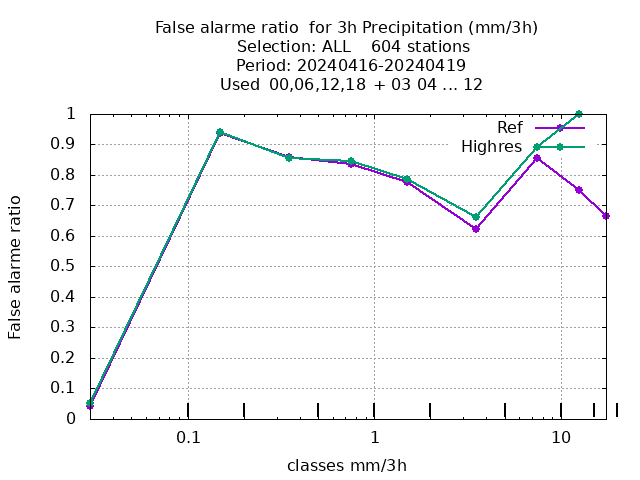 False alarme ratio  for 3h Precipitation (mm/3h)
Selection: ALL    604 stations
Period: 20240416-20240419
Used  00,06,12,18  + 03 04 ... 12
Ref
Highres
1
0.9
0.8
0.7
0.6
0.5
0.4
0.3
0.2
0.1
0
False alarme ratio
0.1 1 10
classes mm/3h